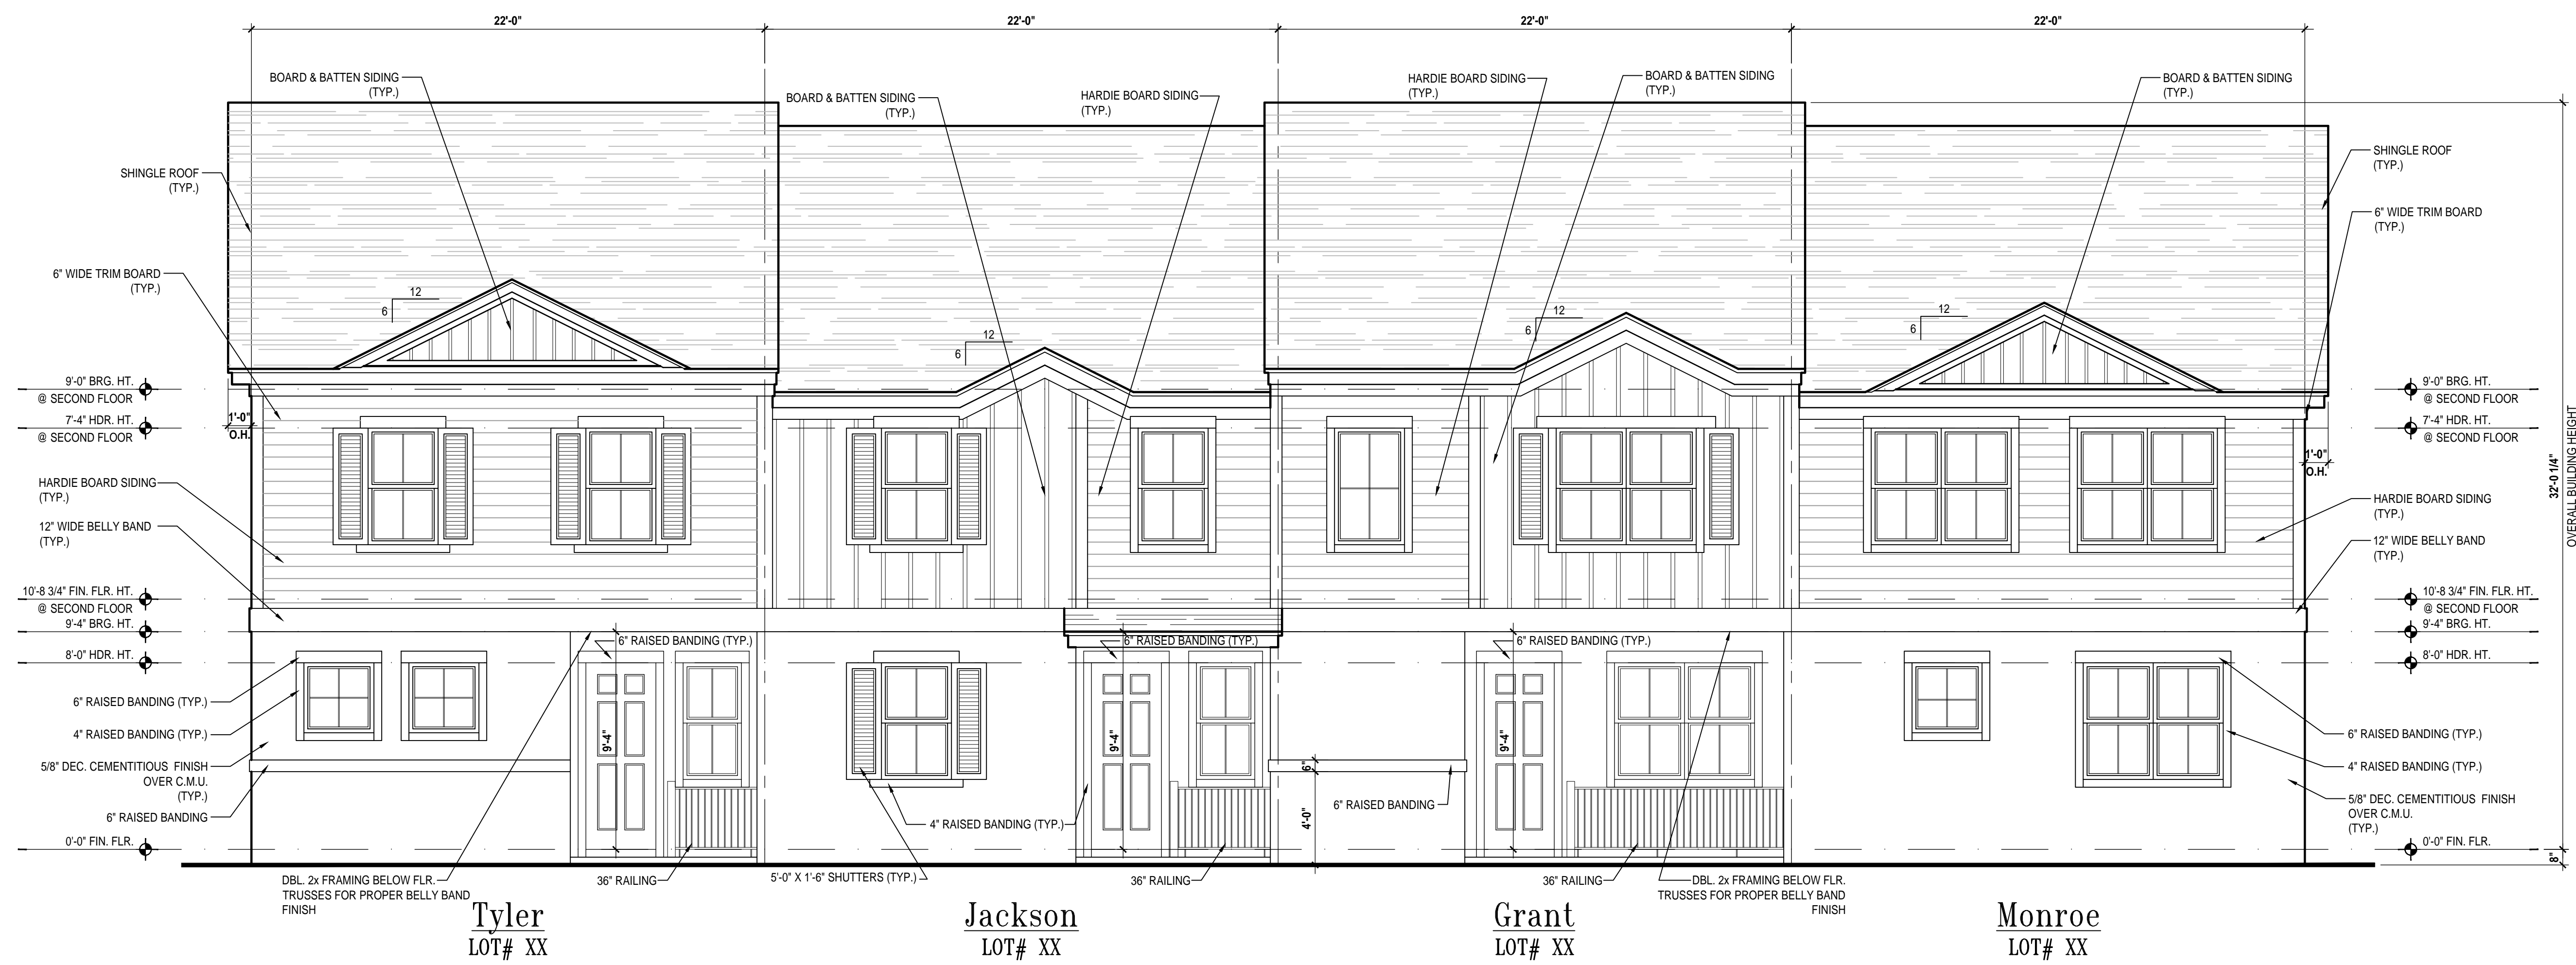 22'-0"
22'-0"
22'-0"
22'-0"
BOARD & BATTEN SIDING
(TYP.)
BOARD & BATTEN SIDING
(TYP.)
HARDIE BOARD SIDING
(TYP.)
HARDIE BOARD SIDING
(TYP.)
BOARD & BATTEN SIDING
(TYP.)
BOARD & BATTEN SIDING
(TYP.)
SHINGLE ROOF
(TYP.)
6" WIDE TRIM BOARD
(TYP.)
9'-0" BRG. HT.
@ SECOND FLOOR
7'-4" HDR. HT.
@ SECOND FLOOR
1'-0"
O.H.
HARDIE BOARD SIDING
(TYP.)
12" WIDE BELLY BAND
(TYP.)
10'-8 3/4" FIN. FLR. HT.
@ SECOND FLOOR
9'-4" BRG. HT.
8'-0" HDR. HT.
6" RAISED BANDING (TYP.)
4" RAISED BANDING (TYP.)
5/8" DEC. CEMENTITIOUS FINISH
OVER C.M.U.
(TYP.)
6" RAISED BANDING
0'-0" FIN. FLR.
12
6
12
6
12
6
12
6
6" RAISED BANDING (TYP.)
6" RAISED BANDING (TYP.)
6" RAISED BANDING (TYP.)
9'-4"
9'-4"
9'-4"
4" RAISED BANDING (TYP.)
6"
4'-0"
6" RAISED BANDING
SHINGLE ROOF
(TYP.)
6" WIDE TRIM BOARD
(TYP.)
9'-0" BRG. HT.
@ SECOND FLOOR
7'-4" HDR. HT.
@ SECOND FLOOR
1'-0"
O.H.
32'-0 1/4"
OVERALL BUILDING HEIGHT
HARDIE BOARD SIDING
(TYP.)
12" WIDE BELLY BAND
(TYP.)
10'-8 3/4" FIN. FLR. HT.
@ SECOND FLOOR
9'-4" BRG. HT.
8'-0" HDR. HT.
6" RAISED BANDING (TYP.)
4" RAISED BANDING (TYP.)
5/8" DEC. CEMENTITIOUS FINISH
OVER C.M.U.
(TYP.)
0'-0" FIN. FLR.
8"
DBL. 2x FRAMING BELOW FLR.
TRUSSES FOR PROPER BELLY BAND
FINISH
36" RAILING
5'-0" X 1'-6" SHUTTERS (TYP.)
36" RAILING
36" RAILING
DBL. 2x FRAMING BELOW FLR.
TRUSSES FOR PROPER BELLY BAND
FINISH
Tyler
LOT# XX
Jackson
LOT# XX
Grant
LOT# XX
Monroe
LOT# XX